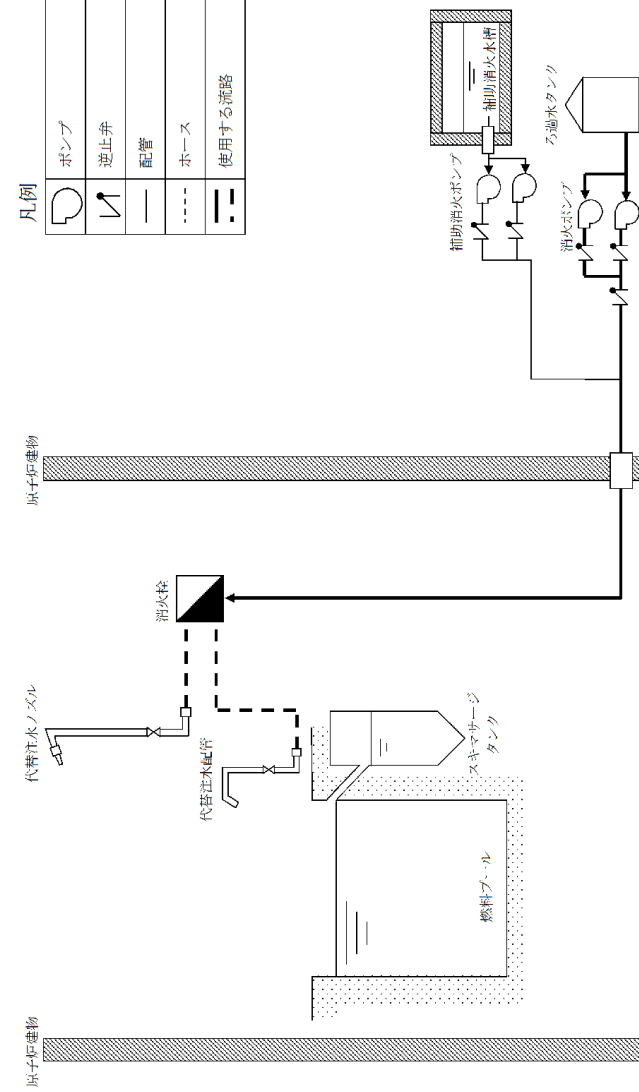 凡例
ポンプ
逆止弁
配管
ホース
使用する流路
原子炉建物
代替注水ノズル
代替注水配管
消火栓
スキマサージ
タンク
燃料プール
原子炉建物
補助消火ポンプ
補助消火水槽
消火ポンプ
ろ過水タンク